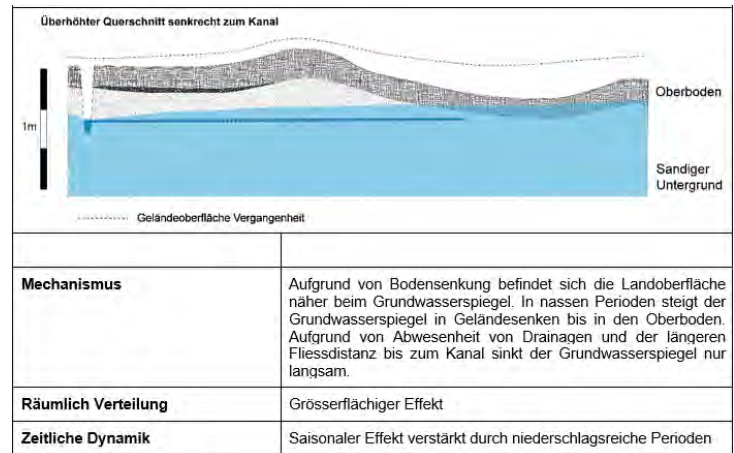 Überhöhter Querschnitt senkrecht zum Kanal
Oberboden
1m
Sandiger
Untergrund
Geländeoberfläche Vergangenheit
Mechanismus
Aufgrund von Bodensenkung befindet sich die Landoberfläche
näher beim Grundwasserspiegel. In nassen Perioden steigt der
Grundwasserspiegel in Geländesenken bis in den Oberboden.
Aufgrund von Abwesenheit von Drainagen und der längeren
Fliessdistanz bis zum Kanal sinkt der Grundwasserspiegel nur
langsam.
Räumlich Verteilung
Grösserflächiger Effekt
Zeitliche Dynamik
Saisonaler Effekt verstärkt durch niederschlagsreiche Perioden